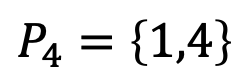 P₄ = {1,4}